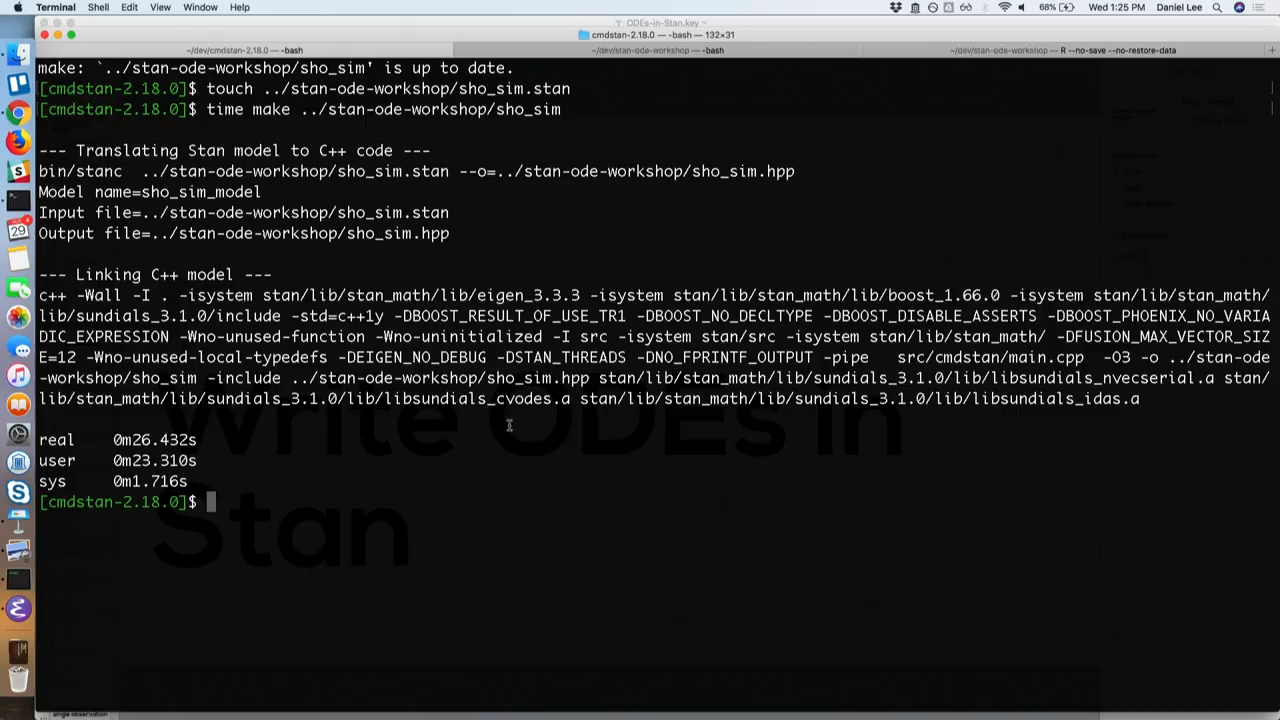 Terminal Shell Edit View Window Help 68% Wed 1:25 PM Daniel Lee
ODEs-in-Stan.key
cmdstan-2.18.0 — -bash — 132×31
~/dev/cmdstan-2.18.0 — -bash ~/dev/stan-ode-workshop — -bash ~/dev/stan-ode-workshop — R --no-save --no-restore-data
make: `../stan-ode-workshop/sho_sim' is up to date.
[cmdstan-2.18.0]$ touch ../stan-ode-workshop/sho_sim.stan
[cmdstan-2.18.0]$ time make ../stan-ode-workshop/sho_sim
--- Translating Stan model to C++ code ---
bin/stanc ../stan-ode-workshop/sho_sim.stan --o=../stan-ode-workshop/sho_sim.hpp
Model name=sho_sim_model
Input file=../stan-ode-workshop/sho_sim.stan
Output file=../stan-ode-workshop/sho_sim.hpp
--- Linking C++ model ---
c++ -Wall -I . -isystem stan/lib/stan_math/lib/eigen_3.3.3 -isystem stan/lib/stan_math/lib/boost_1.66.0 -isystem stan/lib/stan_math/
lib/sundials_3.1.0/include -std=c++1y -DBOOST_RESULT_OF_USE_TR1 -DBOOST_NO_DECLTYPE -DBOOST_DISABLE_ASSERTS -DBOOST_PHOENIX_NO_VARIA
DIC_EXPRESSION -Wno-unused-function -Wno-uninitialized -I src -isystem stan/src -isystem stan/lib/stan_math/ -DFUSION_MAX_VECTOR_SIZ
E=12 -Wno-unused-local-typedefs -DEIGEN_NO_DEBUG -DSTAN_THREADS -DNO_FPRINTF_OUTPUT -pipe src/cmdstan/main.cpp -O3 -o ../stan-ode
-workshop/sho_sim -include ../stan-ode-workshop/sho_sim.hpp stan/lib/stan_math/lib/sundials_3.1.0/lib/libsundials_nvecserial.a stan/
lib/stan_math/lib/sundials_3.1.0/lib/libsundials_cvodes.a stan/lib/stan_math/lib/sundials_3.1.0/lib/libsundials_idas.a
Write ODEs in
Stan
real 0m26.432s
user 0m23.310s
sys 0m1.716s
[cmdstan-2.18.0]$
29
single observation